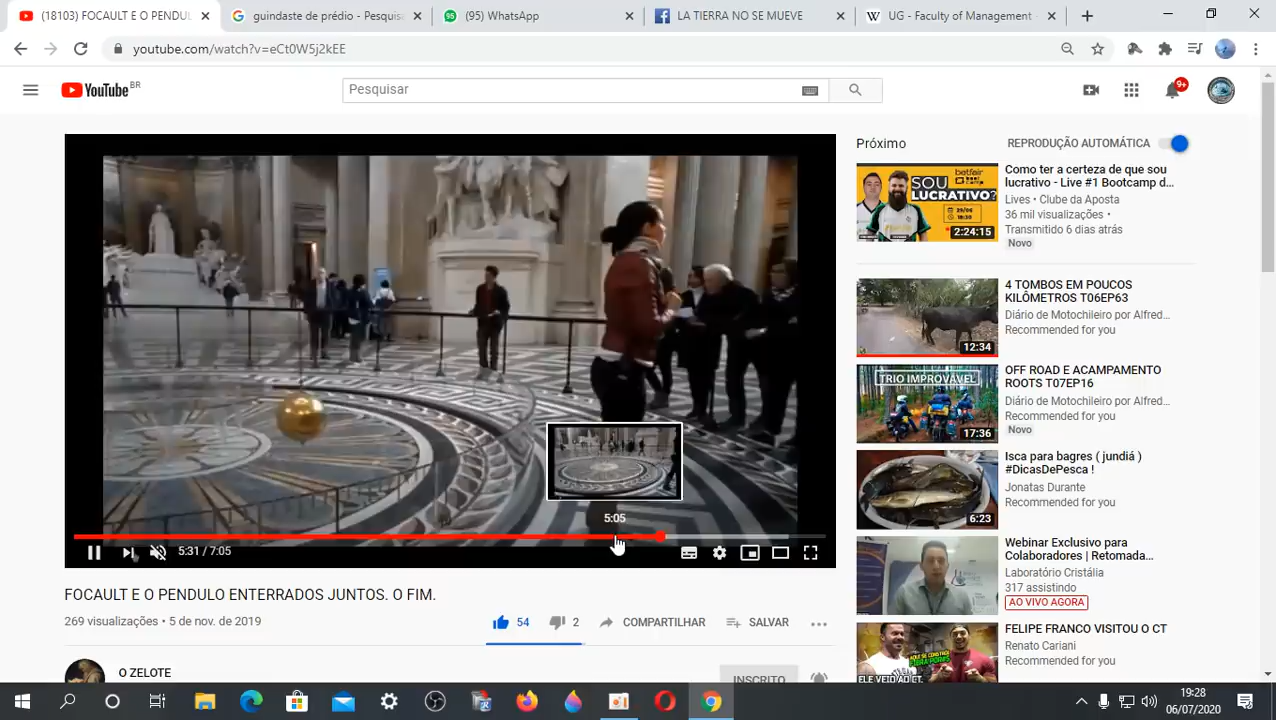 (18103) FOCAULT E O PENDUL
guindaste de prédio - Pesquis
(95) WhatsApp
LA TIERRA NO SE MUEVE
UG - Faculty of Management -
youtube.com/watch?v=eCt0W5j2kEE
YouTube BR
Pesquisar
9+
Próximo
REPRODUÇÃO AUTOMÁTICA
SOU LUCRATIVO?
betfair
2:24:15
Como ter a certeza de que sou
lucrativo - Live #1 Bootcamp d...
Lives • Clube da Aposta
36 mil visualizações •
Transmitido 6 dias atrás
Novo
12:34
4 TOMBOS EM POUCOS
KILÔMETROS T06EP63
Diário de Motochileiro por Alfred...
Recommended for you
TRIO IMPROVÁVEL
17:36
OFF ROAD E ACAMPAMENTO
ROOTS T07EP16
Diário de Motochileiro por Alfred...
Recommended for you
Novo
6:23
Isca para bagres ( jundiá )
#DicasDePesca !
Jonatas Durante
Recommended for you
Webinar Exclusivo para
Colaboradores | Retomada...
Laboratório Cristália
317 assistindo
AO VIVO AGORA
FELIPE FRANCO VISITOU O CT
Renato Cariani
Recommended for you
5:05
5:31 / 7:05
FOCAULT E O PENDULO ENTERRADOS JUNTOS. O FIM.
269 visualizações • 5 de nov. de 2019
54
2
COMPARTILHAR
SALVAR
O ZELOTE
INSCRITO
19:28
06/07/2020